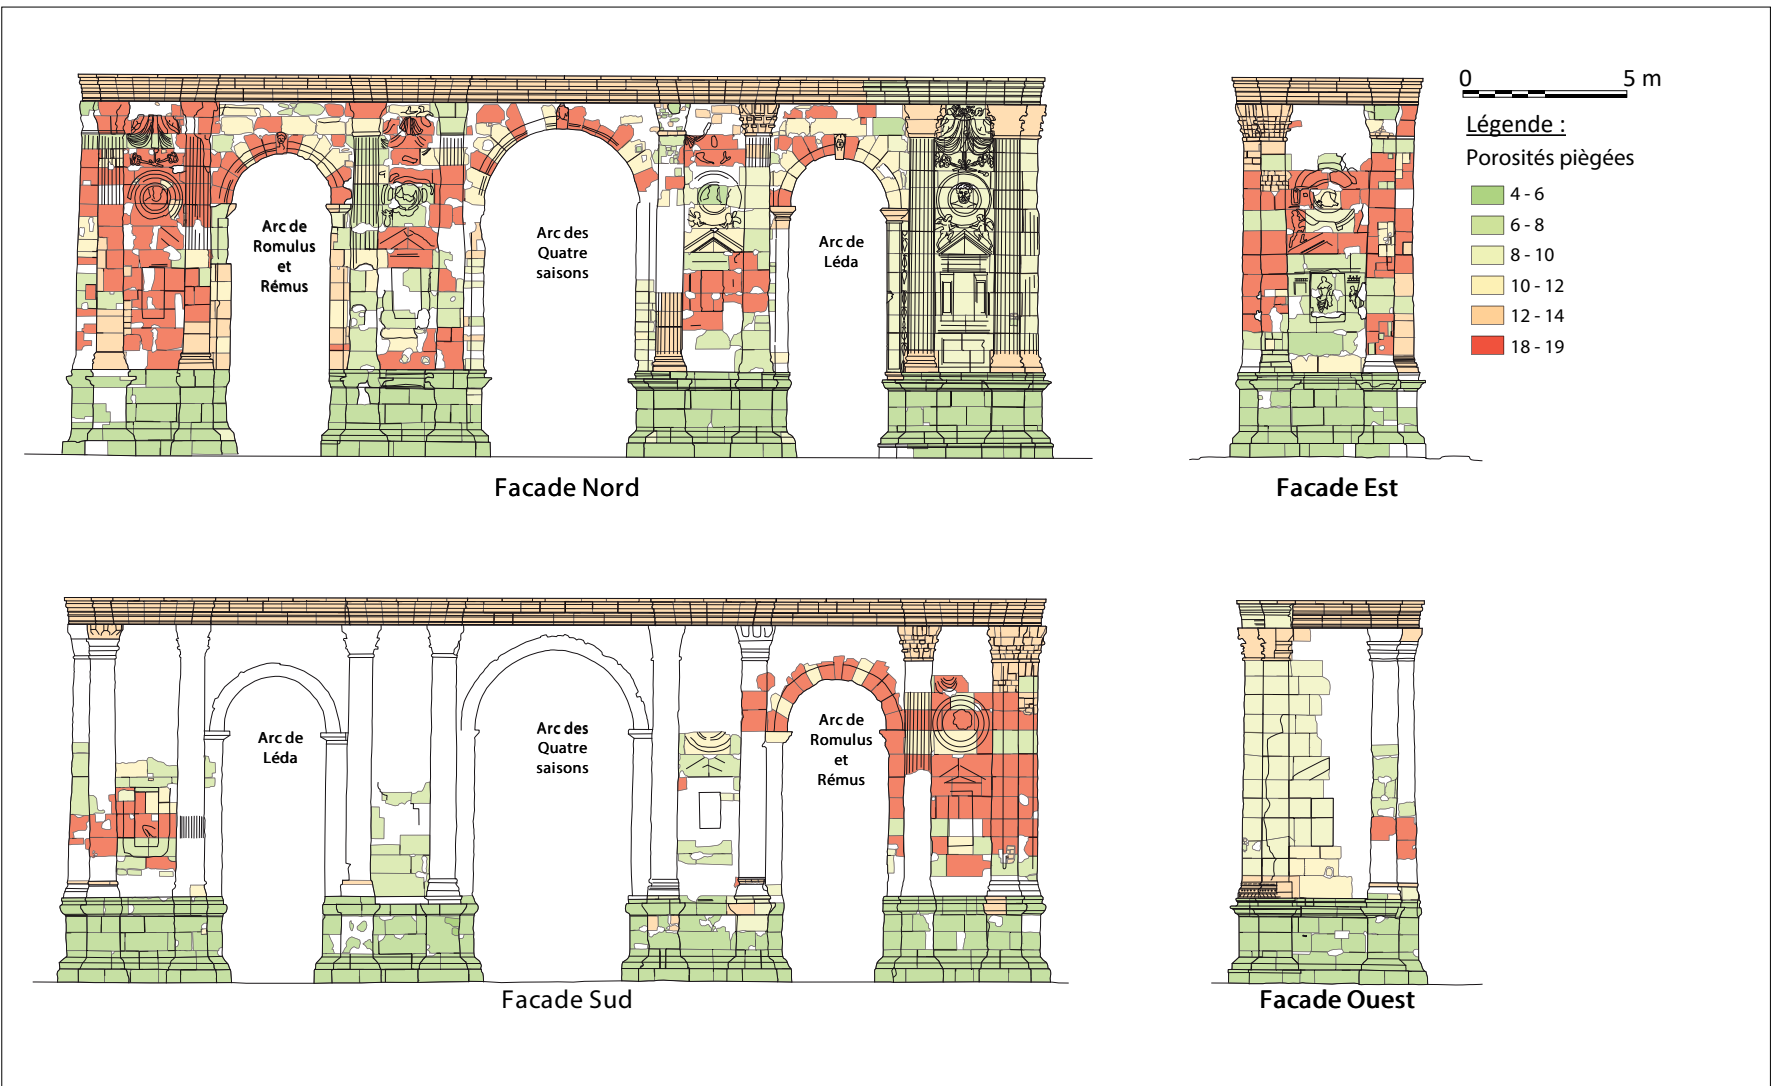 0 5 m
Légende :
Porosités piègées
4 - 6
6 - 8
8 - 10
10 - 12
12 - 14
18 - 19
Arc de
Romulus
et
Rémus
Arc des
Quatre
saisons
Arc de
Léda
Facade Nord
Facade Est
Arc de
Léda
Arc des
Quatre
saisons
Arc de
Romulus
et
Rémus
Facade Sud
Facade Ouest